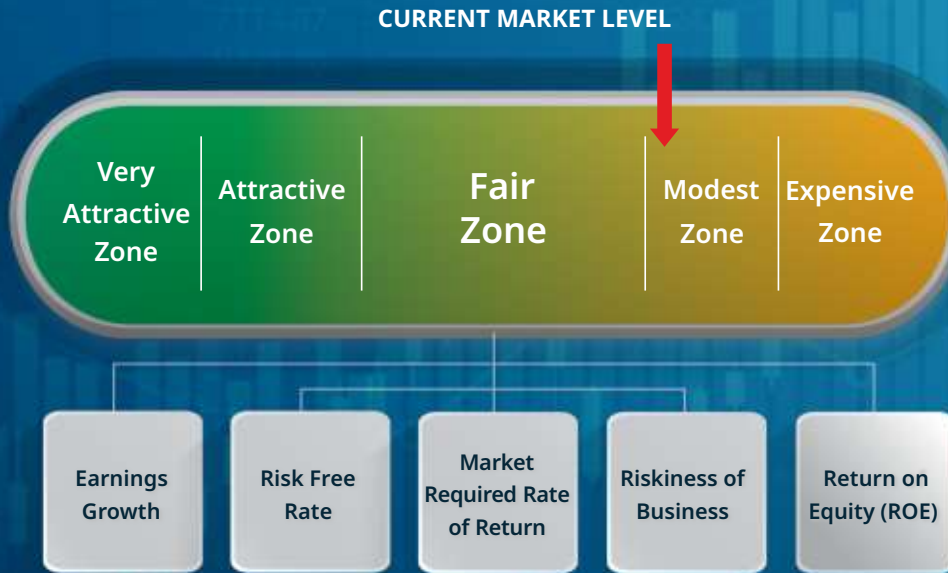 CURRENT MARKET LEVEL
Very
Attractive
Zone
Attractive
Zone
Fair
Zone
Modest
Zone
Expensive
Zone
Earnings
Growth
Risk Free
Rate
Market
Required Rate
of Return
Riskiness of
Business
Return on
Equity (ROE)